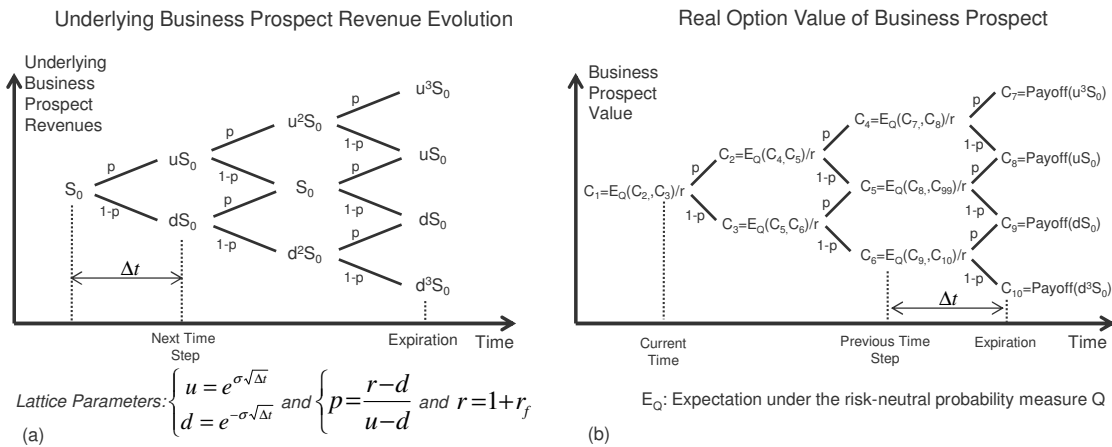 Underlying Business Prospect Revenue Evolution
Underlying
Business
Prospect
Revenues
S₀
p
1-p
uS₀
dS₀
p
1-p
p
1-p
u²S₀
S₀
d²S₀
p
1-p
p
1-p
p
1-p
u³S₀
uS₀
dS₀
d³S₀
Δt
Next Time
Step
Expiration
Time
Lattice Parameters: { u = e^{σ√Δt} d = e^{-σ√Δt} and { p = (r-d)/(u-d) and r = 1+r_f
(a)
Real Option Value of Business Prospect
Business
Prospect
Value
C₁=E_Q(C₂,,C₃)/r
p
1-p
C₂=E_Q(C₄,C₅)/r
C₃=E_Q(C₅,C₆)/r
p
1-p
p
1-p
C₄=E_Q(C₇,,C₈)/r
C₅=E_Q(C₈,C₉₉)/r
C₆=E_Q(C₉,,C₁₀)/r
p
1-p
p
1-p
p
1-p
C₇=Payoff(u³S₀)
C₈=Payoff(uS₀)
C₉=Payoff(dS₀)
C₁₀=Payoff(d³S₀)
Δt
Current
Time
Previous Time
Step
Expiration
Time
E_Q: Expectation under the risk-neutral probability measure Q
(b)